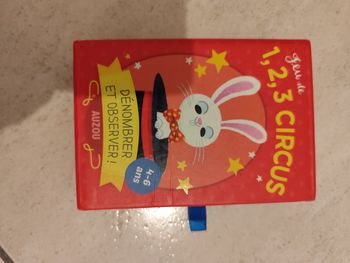 Jeu de
1, 2, 3 CIRCUS
DÉNOMBRER
ET OBSERVER !
AUZOU
4-6
ans